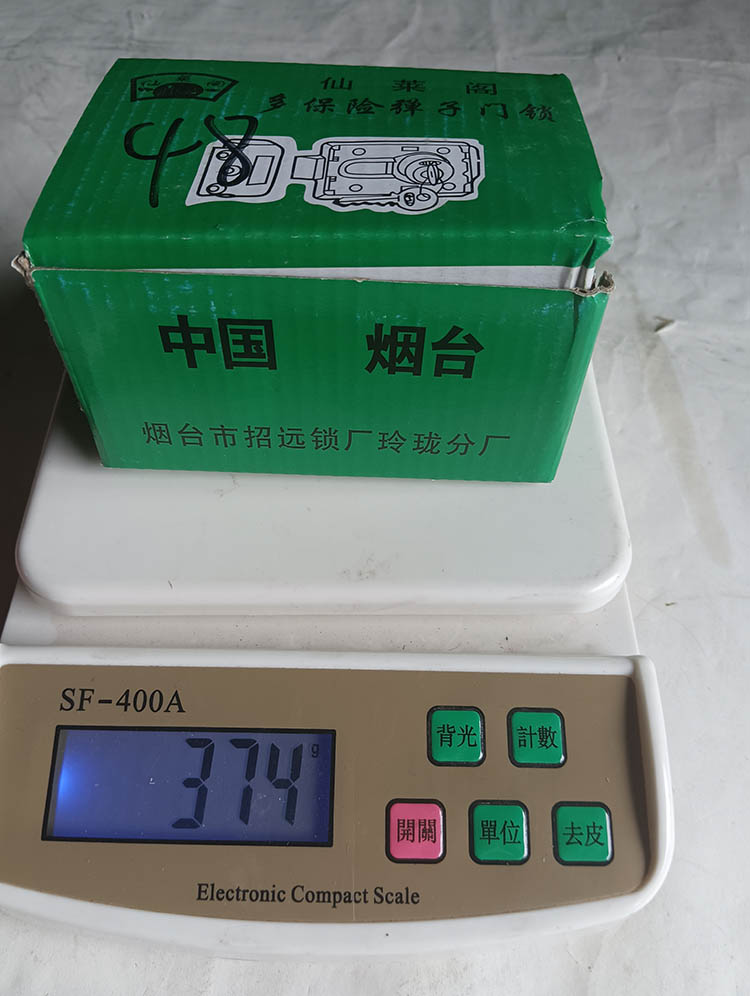 仙莱阁
多保险弹子门锁
48
中国 烟台
烟台市招远锁厂玲珑分厂
SF-400A
374 g
背光 計數
開關 單位 去皮
Electronic Compact Scale